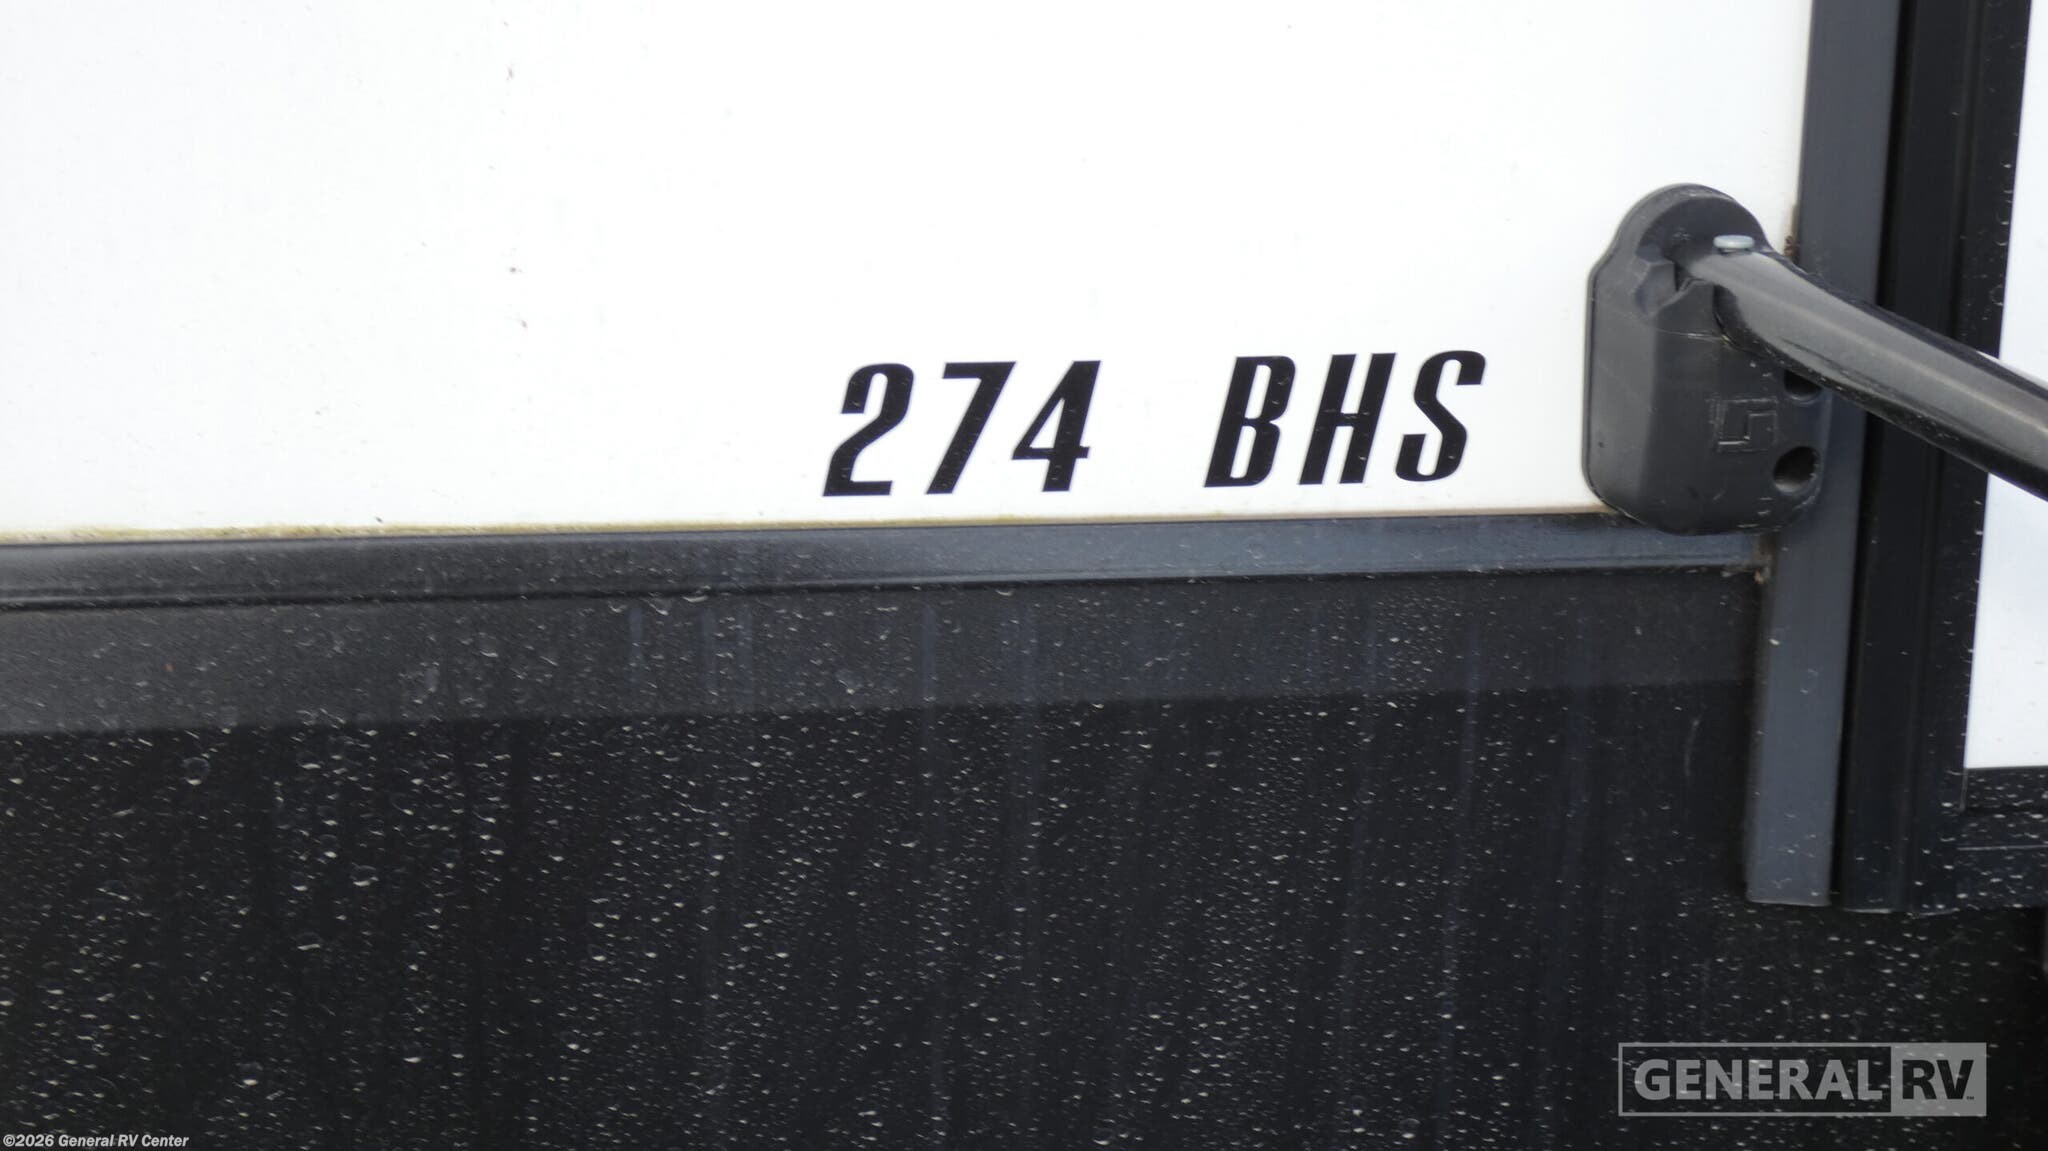 274 BHS
GENERAL RV
©2026 General RV Center